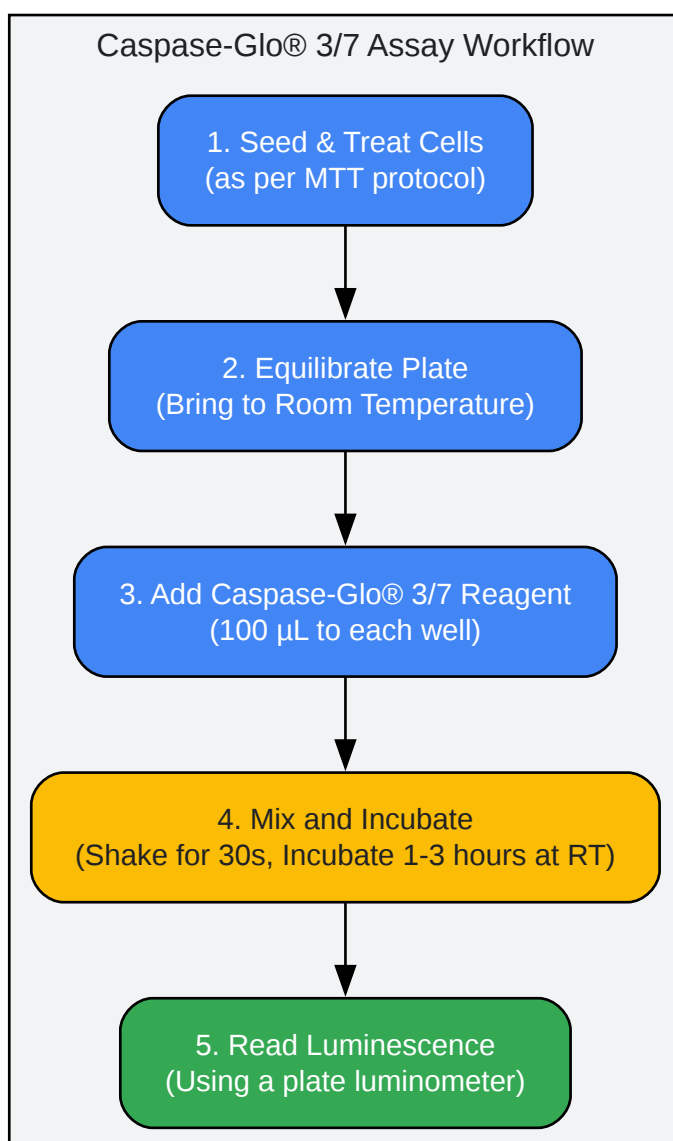 Caspase-Glo® 3/7 Assay Workflow
1. Seed & Treat Cells
(as per MTT protocol)
2. Equilibrate Plate
(Bring to Room Temperature)
3. Add Caspase-Glo® 3/7 Reagent
(100 µL to each well)
4. Mix and Incubate
(Shake for 30s, Incubate 1-3 hours at RT)
5. Read Luminescence
(Using a plate luminometer)